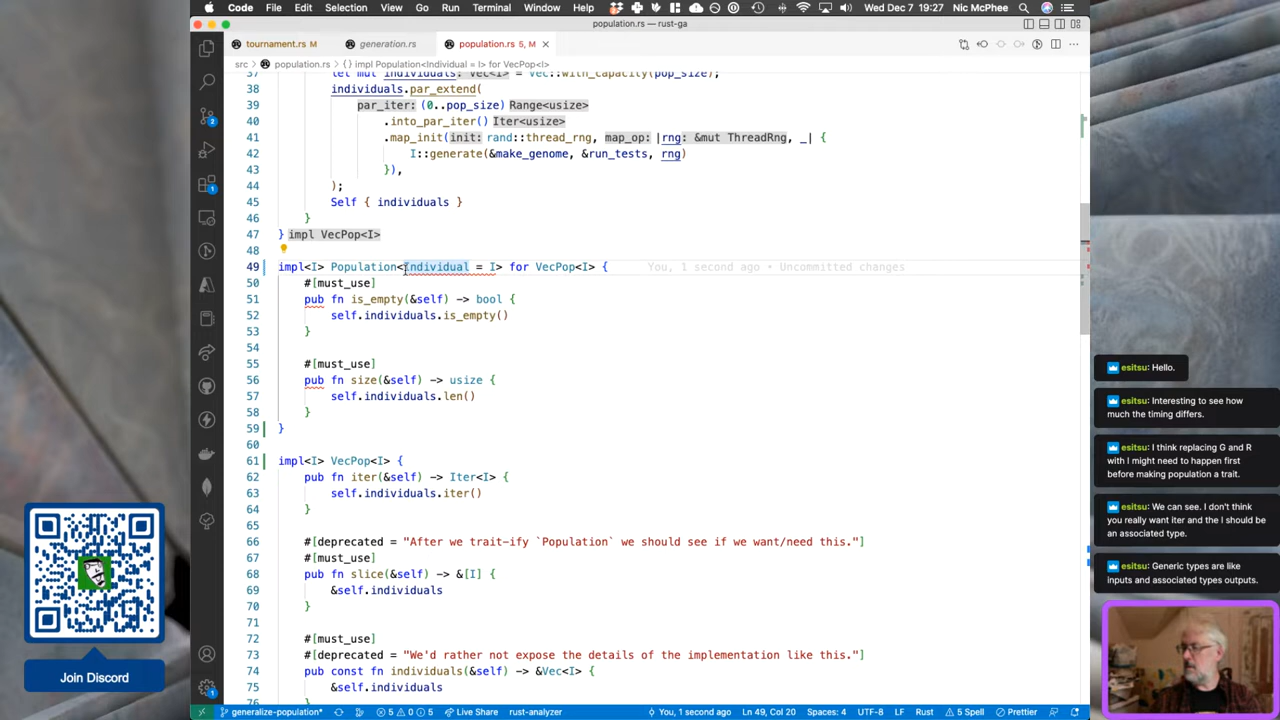 Code File Edit Selection View Go Run Terminal Window Help Wed Dec 7 19:27 Nic McPhee
population.rs — rust-ga
tournament.rs M generation.rs population.rs 5, M
src > population.rs > {} impl Population<Individual = I> for VecPop<I>
37 let mut individuals: Vec<I> = Vec::with_capacity(pop_size);
38 individuals.par_extend(
39 par_iter: (0..pop_size) Range<usize>
40 .into_par_iter() Iter<usize>
41 .map_init(init: rand::thread_rng, map_op: |rng: &mut ThreadRng, _| {
42 I::generate(&make_genome, &run_tests, rng)
43 }),
44 );
45 Self { individuals }
46 }
47 } impl VecPop<I>
48
49 impl<I> Population<Individual = I> for VecPop<I> { You, 1 second ago • Uncommitted changes
50 #[must_use]
51 pub fn is_empty(&self) -> bool {
52 self.individuals.is_empty()
53 }
54
55 #[must_use]
56 pub fn size(&self) -> usize {
57 self.individuals.len()
58 }
59 }
60
61 impl<I> VecPop<I> {
62 pub fn iter(&self) -> Iter<I> {
63 self.individuals.iter()
64 }
65
66 #[deprecated = "After we trait-ify `Population` we should see if we want/need this."]
67 #[must_use]
68 pub fn slice(&self) -> &[I] {
69 &self.individuals
70 }
71
72 #[must_use]
73 #[deprecated = "We'd rather not expose the details of the implementation like this."]
74 pub const fn individuals(&self) -> &Vec<I> {
75 &self.individuals
76 }
generalize-population* 5 0 5 Live Share rust-analyzer You, 1 second ago Ln 49, Col 20 Spaces: 4 UTF-8 LF Rust 5 Spell Prettier
2
1
1
Join Discord
esitsu: Hello.
esitsu: Interesting to see how
much the timing differs.
esitsu: I think replacing G and R
with I might need to happen first
before making population a trait.
esitsu: We can see. I don't think
you really want iter and the I should be
an associated type.
esitsu: Generic types are like
inputs and associated types outputs.